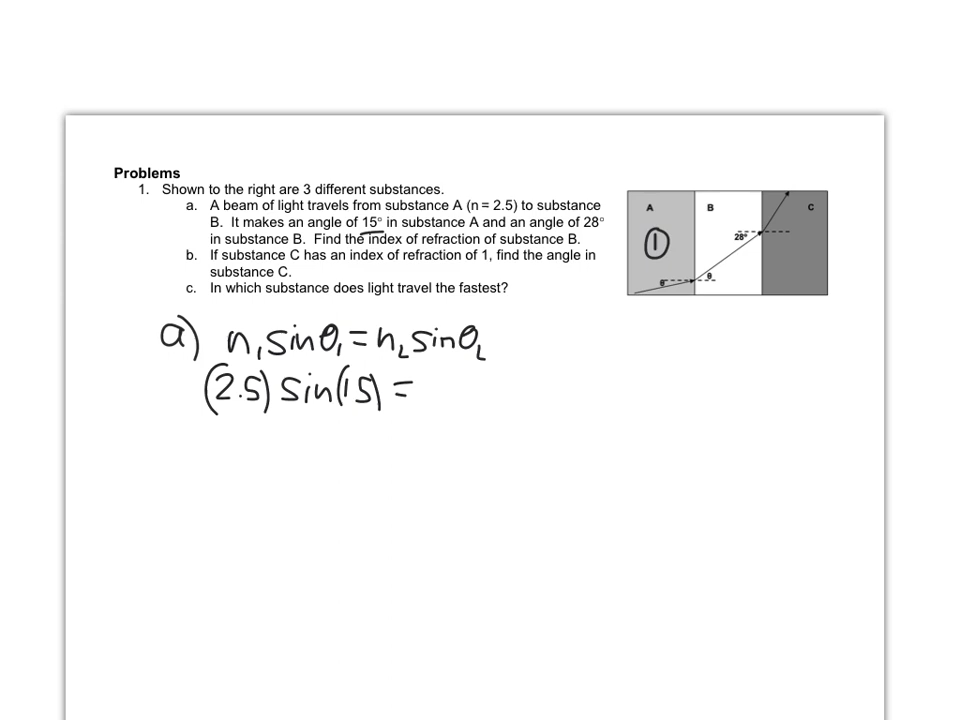 Problems
1. Shown to the right are 3 different substances.
a. A beam of light travels from substance A (n = 2.5) to substance
B. It makes an angle of 15° in substance A and an angle of 28°
in substance B. Find the index of refraction of substance B.
b. If substance C has an index of refraction of 1, find the angle in
substance C.
c. In which substance does light travel the fastest?
A B C
①
28°
θ θ
a) n₁sinθ₁=n₂sinθ₂
(2.5) sin(15) =